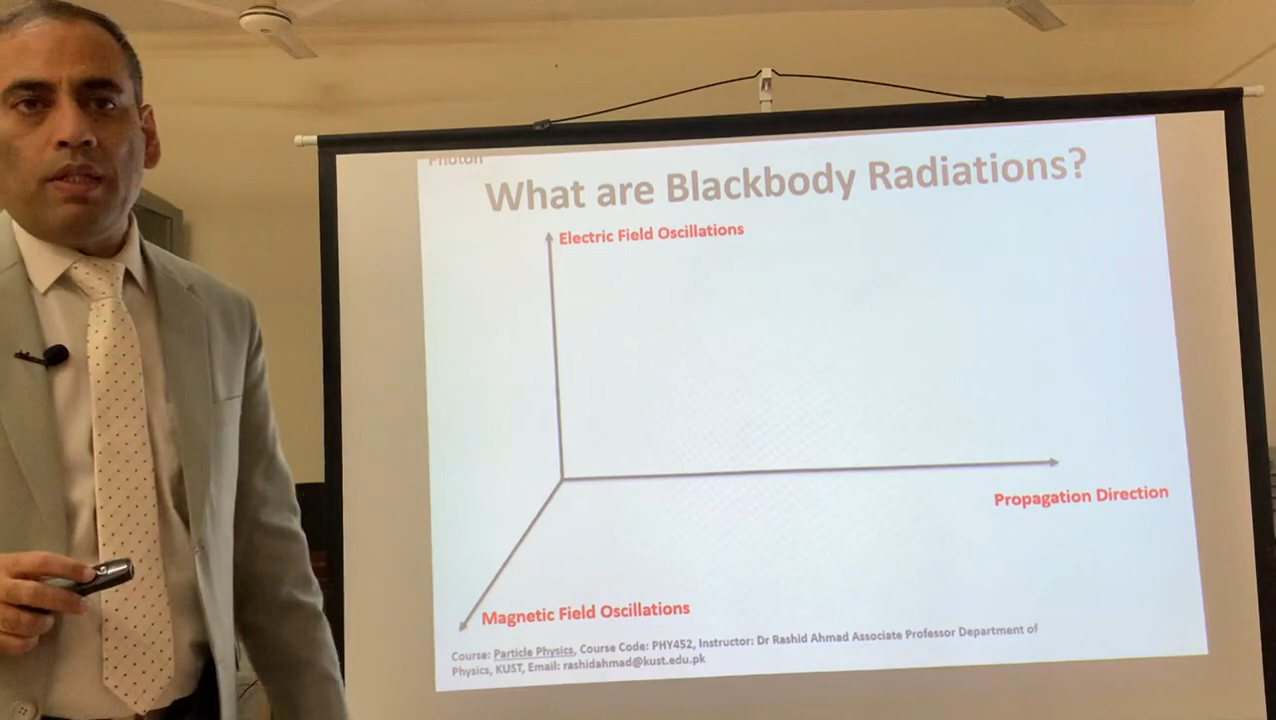 Photon
What are Blackbody Radiations?
Electric Field Oscillations
Propagation Direction
Magnetic Field Oscillations
Course: Particle Physics, Course Code: PHY452, Instructor: Dr Rashid Ahmad Associate Professor Department of
Physics, KUST, Email: rashidahmad@kust.edu.pk